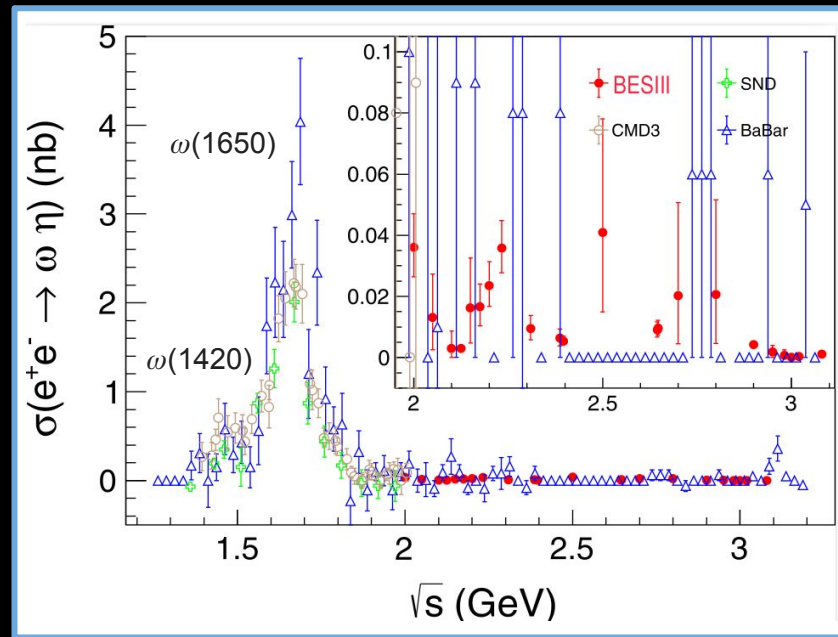 σ(e⁺e⁻ → ω η) (nb)
5
4
3
2
1
0
ω(1650)
ω(1420)
0.1
0.08
0.06
0.04
0.02
0
BESIII
SND
CMD3
BaBar
2 2.5 3
1.5 2 2.5 3
√s (GeV)